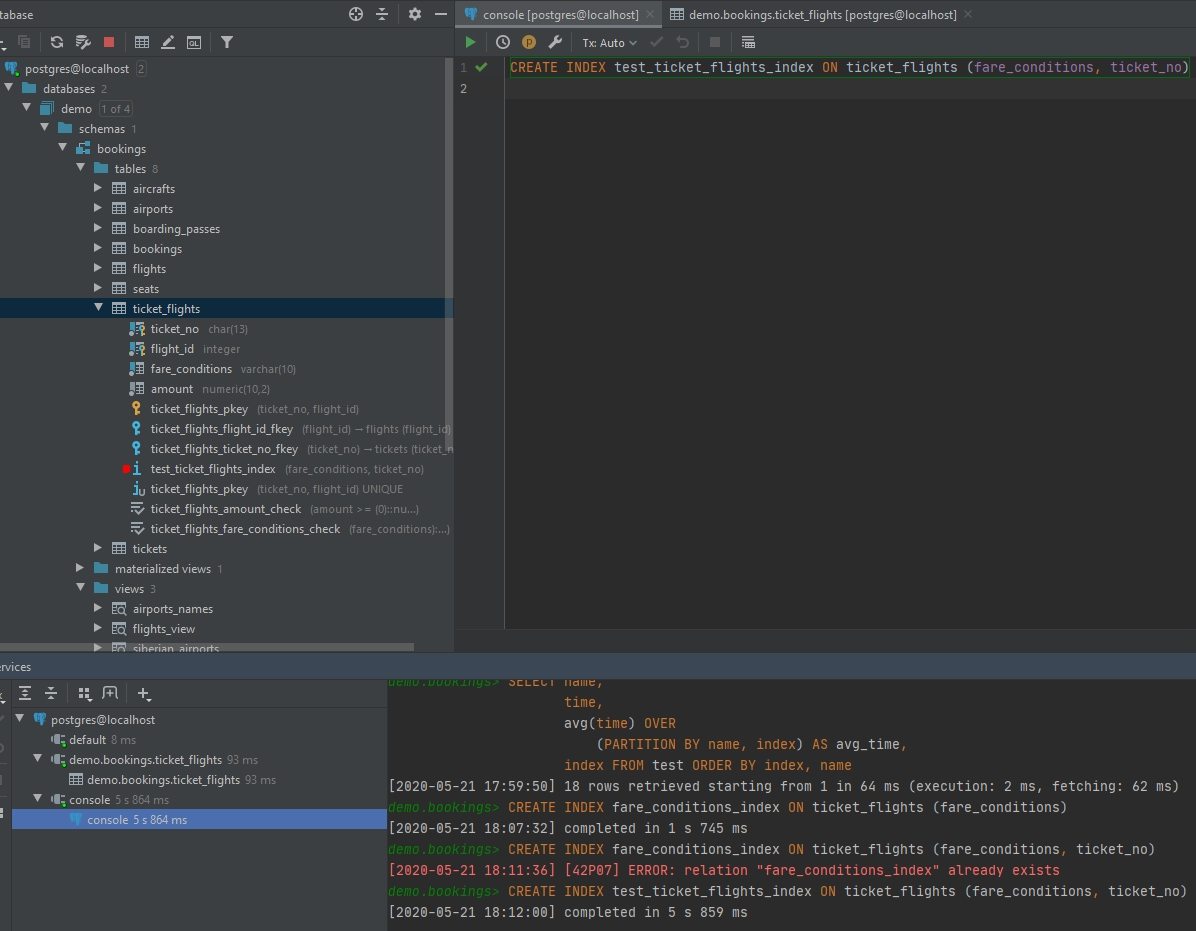 tabase
console [postgres@localhost]
demo.bookings.ticket_flights [postgres@localhost]
QL
P
Tx: Auto
postgres@localhost 2
databases 2
demo 1 of 4
schemas 1
bookings
tables 8
aircrafts
airports
boarding_passes
bookings
flights
seats
ticket_flights
ticket_no char(13)
flight_id integer
fare_conditions varchar(10)
amount numeric(10,2)
ticket_flights_pkey (ticket_no, flight_id)
ticket_flights_flight_id_fkey (flight_id) → flights (flight_id)
ticket_flights_ticket_no_fkey (ticket_no) → tickets (ticket_n
test_ticket_flights_index (fare_conditions, ticket_no)
ticket_flights_pkey (ticket_no, flight_id) UNIQUE
ticket_flights_amount_check (amount >= (0)::nu...)
ticket_flights_fare_conditions_check (fare_conditions):...)
tickets
materialized views 1
views 3
airports_names
flights_view
siberian_airports
1 CREATE INDEX test_ticket_flights_index ON ticket_flights (fare_conditions, ticket_no)
2
rvices
postgres@localhost
default 8 ms
demo.bookings.ticket_flights 93 ms
demo.bookings.ticket_flights 93 ms
console 5 s 864 ms
console 5 s 864 ms
demo.bookings> SELECT name,
time,
avg(time) OVER
(PARTITION BY name, index) AS avg_time,
index FROM test ORDER BY index, name
[2020-05-21 17:59:50] 18 rows retrieved starting from 1 in 64 ms (execution: 2 ms, fetching: 62 ms)
demo.bookings> CREATE INDEX fare_conditions_index ON ticket_flights (fare_conditions)
[2020-05-21 18:07:32] completed in 1 s 745 ms
demo.bookings> CREATE INDEX fare_conditions_index ON ticket_flights (fare_conditions, ticket_no)
[2020-05-21 18:11:36] [42P07] ERROR: relation "fare_conditions_index" already exists
demo.bookings> CREATE INDEX test_ticket_flights_index ON ticket_flights (fare_conditions, ticket_no)
[2020-05-21 18:12:00] completed in 5 s 859 ms